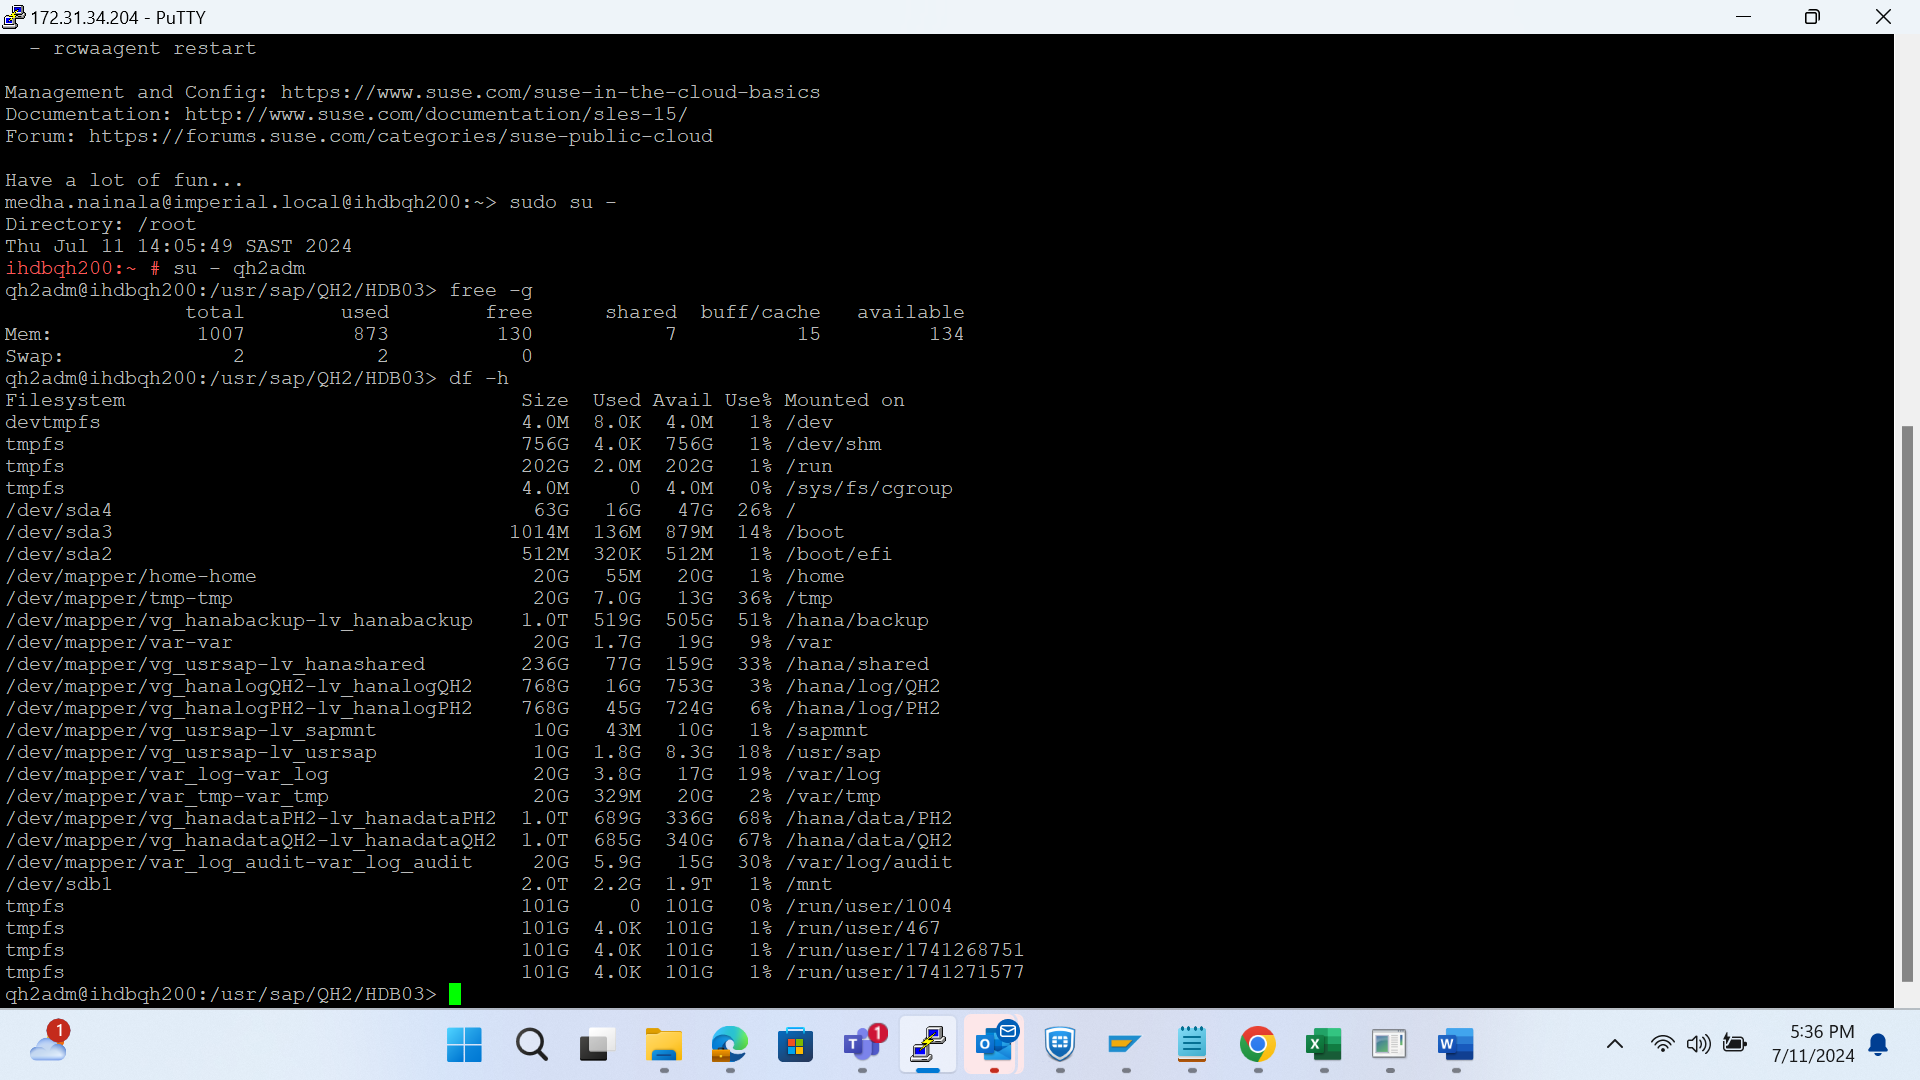 172.31.34.204 - PuTTY
- rcwaagent restart
Management and Config: https://www.suse.com/suse-in-the-cloud-basics
Documentation: http://www.suse.com/documentation/sles-15/
Forum: https://forums.suse.com/categories/suse-public-cloud
Have a lot of fun...
medha.nainala@imperial.local@ihdbqh200:~> sudo su -
Directory: /root
Thu Jul 11 14:05:49 SAST 2024
ihdbqh200:~ # su - qh2adm
qh2adm@ihdbqh200:/usr/sap/QH2/HDB03> free -g
total used free shared buff/cache available
Mem: 1007 873 130 7 15 134
Swap: 2 2 0
qh2adm@ihdbqh200:/usr/sap/QH2/HDB03> df -h
Filesystem Size Used Avail Use% Mounted on
devtmpfs 4.0M 8.0K 4.0M 1% /dev
tmpfs 756G 4.0K 756G 1% /dev/shm
tmpfs 202G 2.0M 202G 1% /run
tmpfs 4.0M 0 4.0M 0% /sys/fs/cgroup
/dev/sda4 63G 16G 47G 26% /
/dev/sda3 1014M 136M 879M 14% /boot
/dev/sda2 512M 320K 512M 1% /boot/efi
/dev/mapper/home-home 20G 55M 20G 1% /home
/dev/mapper/tmp-tmp 20G 7.0G 13G 36% /tmp
/dev/mapper/vg_hanabackup-lv_hanabackup 1.0T 519G 505G 51% /hana/backup
/dev/mapper/var-var 20G 1.7G 19G 9% /var
/dev/mapper/vg_usrsap-lv_hanashared 236G 77G 159G 33% /hana/shared
/dev/mapper/vg_hanalogQH2-lv_hanalogQH2 768G 16G 753G 3% /hana/log/QH2
/dev/mapper/vg_hanalogPH2-lv_hanalogPH2 768G 45G 724G 6% /hana/log/PH2
/dev/mapper/vg_usrsap-lv_sapmnt 10G 43M 10G 1% /sapmnt
/dev/mapper/vg_usrsap-lv_usrsap 10G 1.8G 8.3G 18% /usr/sap
/dev/mapper/var_log-var_log 20G 3.8G 17G 19% /var/log
/dev/mapper/var_tmp-var_tmp 20G 329M 20G 2% /var/tmp
/dev/mapper/vg_hanadataPH2-lv_hanadataPH2 1.0T 689G 336G 68% /hana/data/PH2
/dev/mapper/vg_hanadataQH2-lv_hanadataQH2 1.0T 685G 340G 67% /hana/data/QH2
/dev/mapper/var_log_audit-var_log_audit 20G 5.9G 15G 30% /var/log/audit
/dev/sdb1 2.0T 2.2G 1.9T 1% /mnt
tmpfs 101G 0 101G 0% /run/user/1004
tmpfs 101G 4.0K 101G 1% /run/user/467
tmpfs 101G 4.0K 101G 1% /run/user/1741268751
tmpfs 101G 4.0K 101G 1% /run/user/1741271577
qh2adm@ihdbqh200:/usr/sap/QH2/HDB03>
1
T
1
O
X
W
5:36 PM
7/11/2024